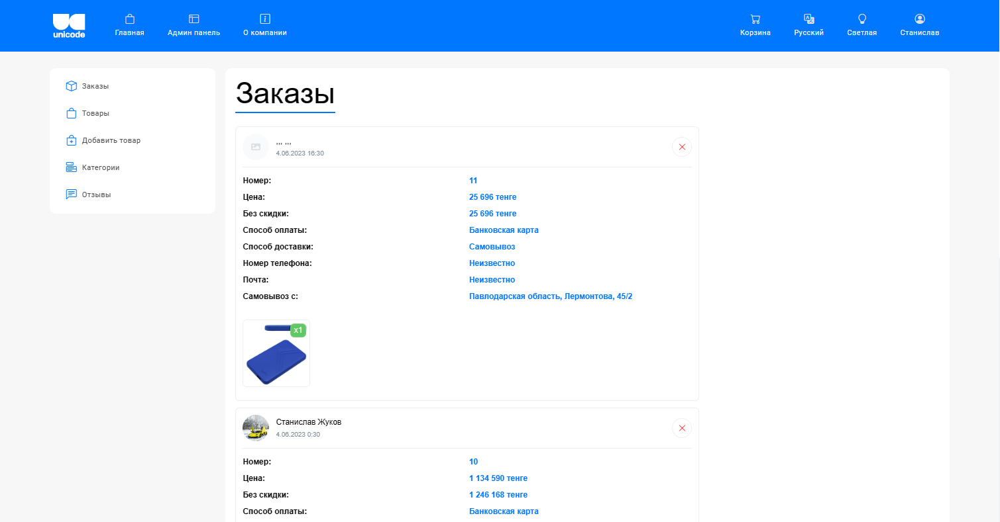 unicode
Главная
Админ панель
О компании
Корзина
Русский
Светлая
Станислав
Заказы
Товары
Добавить товар
Категории
Отзывы
Заказы
,,, ,,,
4.06.2023 16:30
Номер: 11
Цена: 25 696 тенге
Без скидки: 25 696 тенге
Способ оплаты: Банковская карта
Способ доставки: Самовывоз
Номер телефона: Неизвестно
Почта: Неизвестно
Самовывоз с: Павлодарская область, Лермонтова, 45/2
x1
Станислав Жуков
4.06.2023 0:30
Номер: 10
Цена: 1 134 590 тенге
Без скидки: 1 246 168 тенге
Способ оплаты: Банковская карта